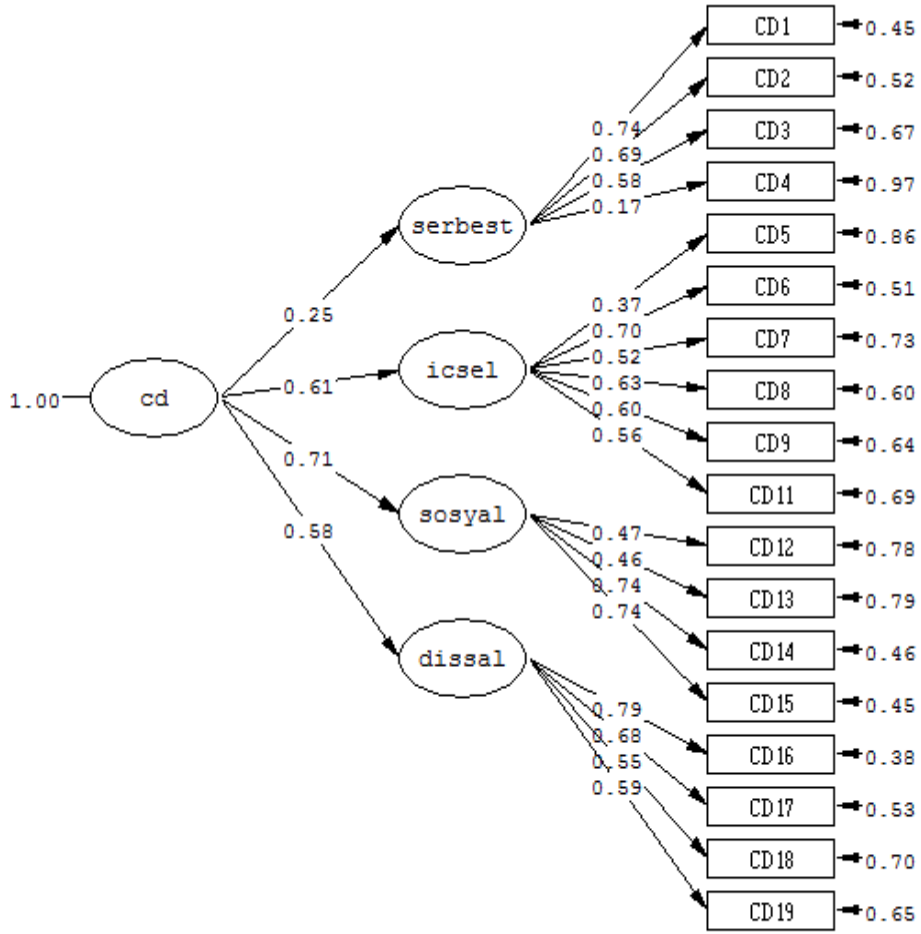 CD1 0.45
CD2 0.52
0.74
CD3 0.67
0.69
0.58
CD4 0.97
0.17
serbest
CD5 0.86
CD6 0.51
0.37
0.25
0.70
CD7 0.73
0.52
icsel
0.63
CD8 0.60
0.61
1.00
cd
0.60
0.56
CD9 0.64
0.71
CD11 0.69
sosyal
0.58
0.47
CD12 0.78
0.46
0.74
CD13 0.79
0.74
CD14 0.46
dissal
CD15 0.45
0.79
0.68
CD16 0.38
0.55
0.59
CD17 0.53
CD18 0.70
CD19 0.65